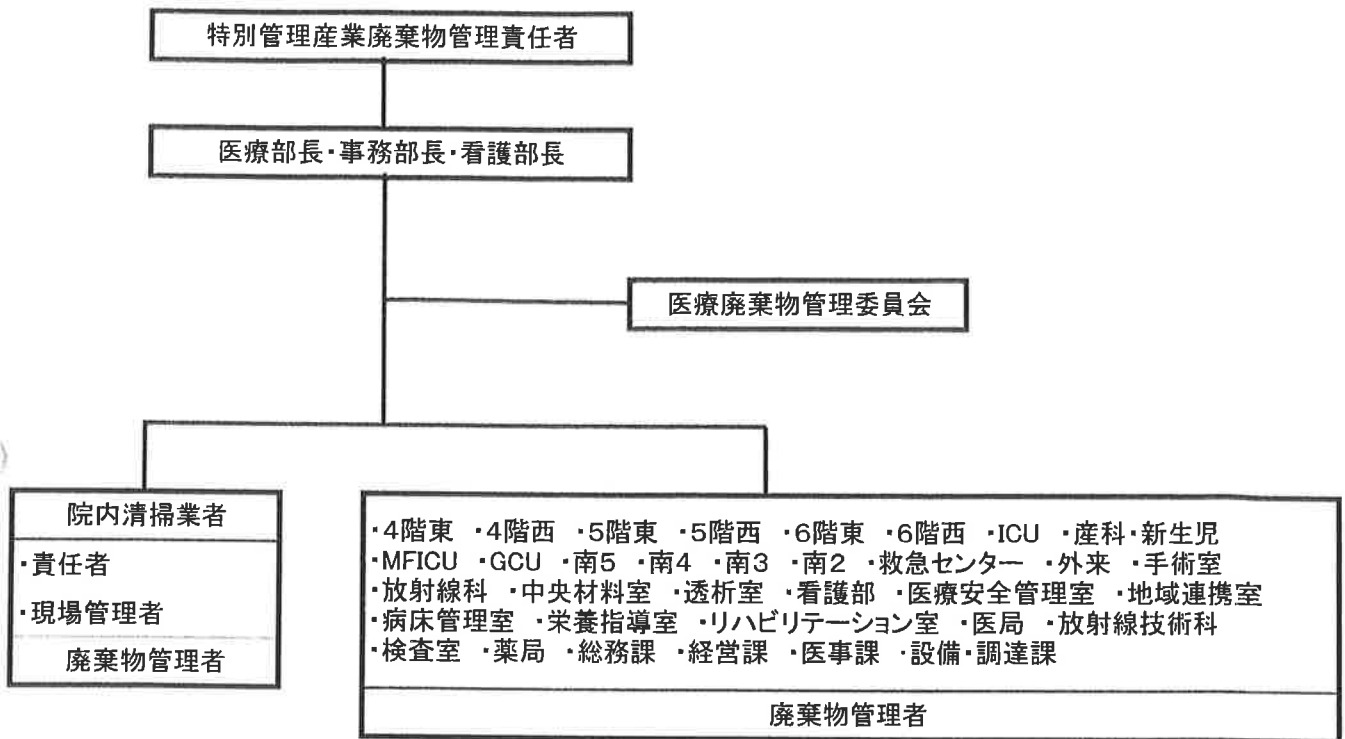 特別管理産業廃棄物管理責任者
医療部長・事務部長・看護部長
医療廃棄物管理委員会
院内清掃業者
・責任者
・現場管理者
廃棄物管理者
・4階東 ・4階西 ・5階東 ・5階西 ・6階東 ・6階西 ・ICU ・産科・新生児
・MFICU ・GCU ・南5 ・南4 ・南3 ・南2 ・救急センター ・外来 ・手術室
・放射線科 ・中央材料室 ・透析室 ・看護部 ・医療安全管理室 ・地域連携室
・病床管理室 ・栄養指導室 ・リハビリテーション室 ・医局 ・放射線技術科
・検査室 ・薬局 ・総務課 ・経営課 ・医事課 ・設備・調達課
廃棄物管理者